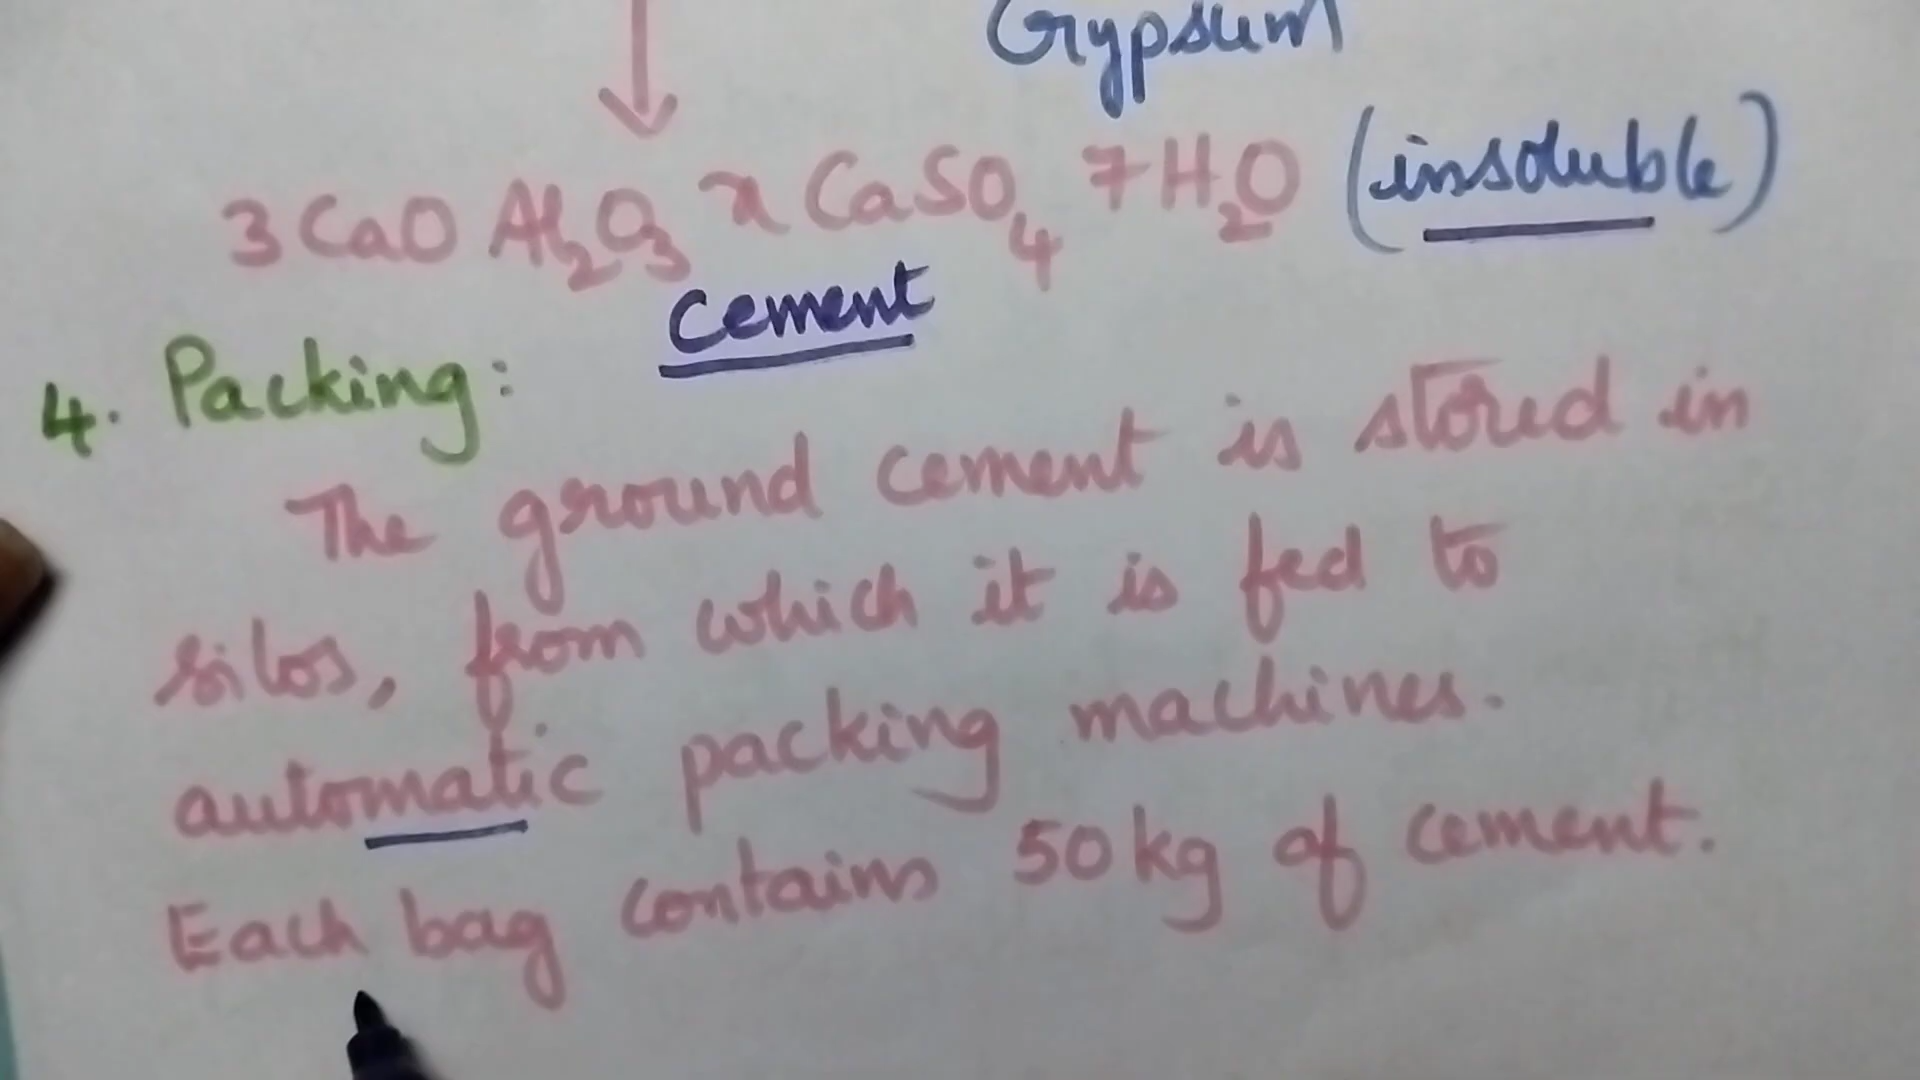 Gypsum
3CaO Al₂O₃ x CaSO₄ 7H₂O (insoluble)
Cement
4. Packing:
The ground cement is stored in
silos, from which it is fed to
automatic packing machines.
Each bag contains 50kg of cement.